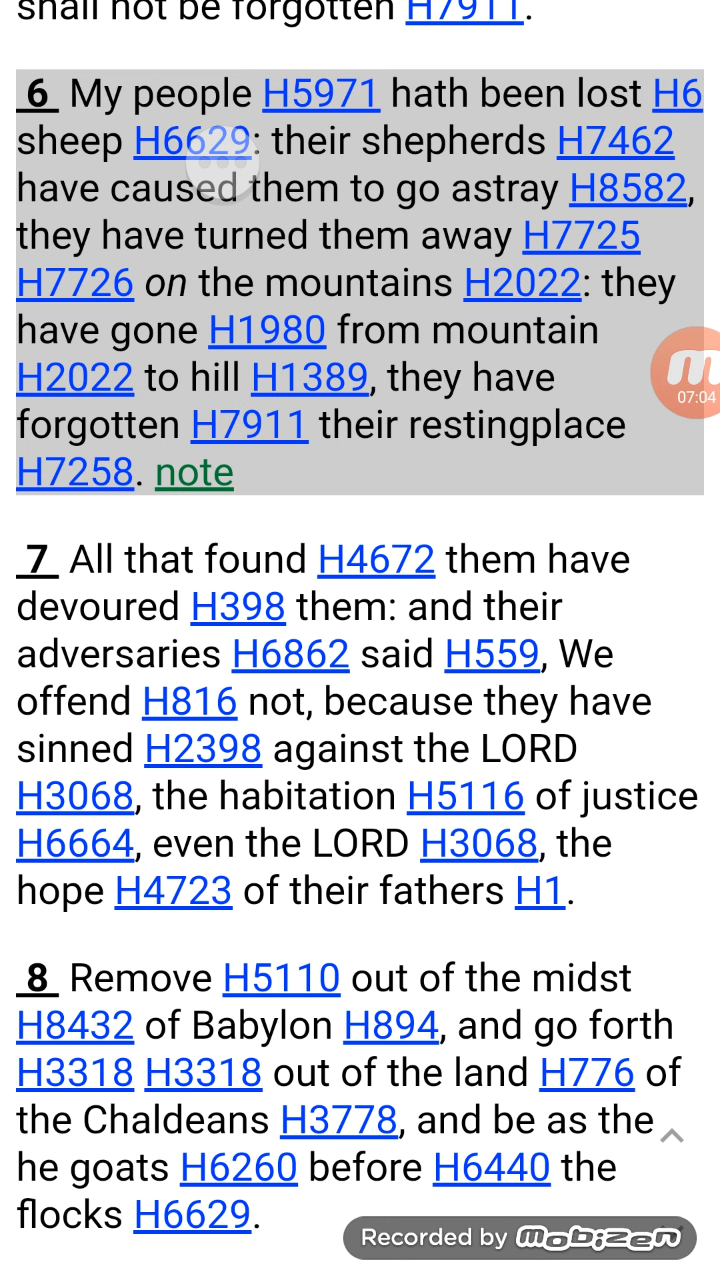 shall not be forgotten H7911.
6 My people H5971 hath been lost H6
sheep H6629: their shepherds H7462
have caused them to go astray H8582,
they have turned them away H7725
H7726 on the mountains H2022: they
have gone H1980 from mountain
H2022 to hill H1389, they have
07:04
forgotten H7911 their restingplace
H7258. note
7 All that found H4672 them have
devoured H398 them: and their
adversaries H6862 said H559, We
offend H816 not, because they have
sinned H2398 against the LORD
H3068, the habitation H5116 of justice
H6664, even the LORD H3068, the
hope H4723 of their fathers H1.
8 Remove H5110 out of the midst
H8432 of Babylon H894, and go forth
H3318 H3318 out of the land H776 of
the Chaldeans H3778, and be as the
he goats H6260 before H6440 the
flocks H6629.
Recorded by mobizen